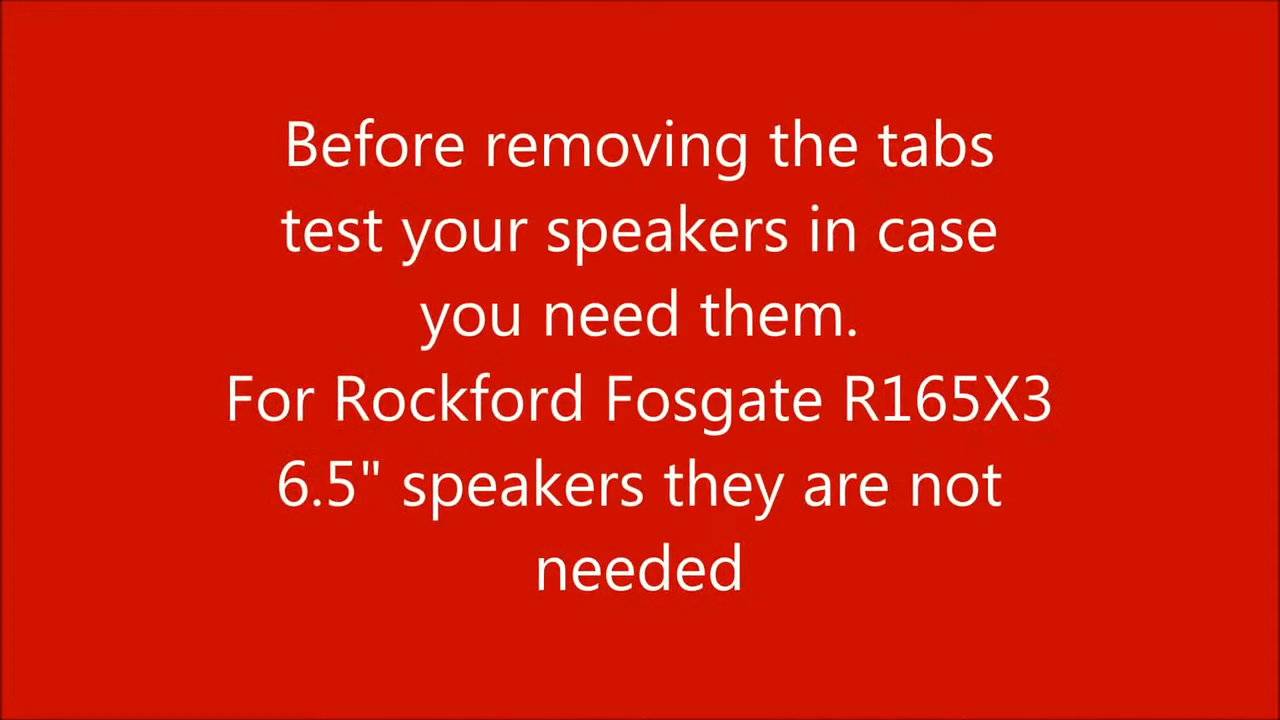 Before removing the tabs
test your speakers in case
you need them.
For Rockford Fosgate R165X3
6.5" speakers they are not
needed